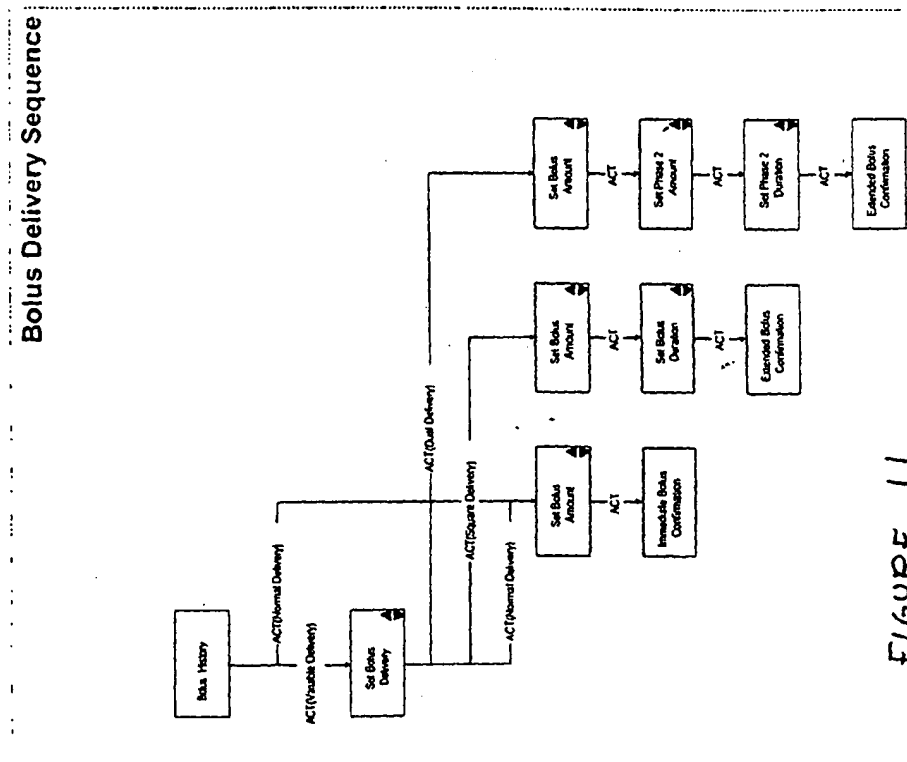 Bolus Delivery Sequence
Bolus History
ACT(Normal Delivery)
ACT(Variable Delivery)
Set Bolus
Delivery
ACT(Dual Delivery)
ACT(Square Delivery)
ACT(Normal Delivery)
Set Bolus
Amount
ACT
Immediate Bolus
Confirmation
Set Bolus
Amount
ACT
Set Bolus
Duration
ACT
Extended Bolus
Confirmation
Set Bolus
Amount
ACT
Set Phase 2
Amount
ACT
Set Phase 2
Duration
ACT
Extended Bolus
Confirmation
FIGURE 11